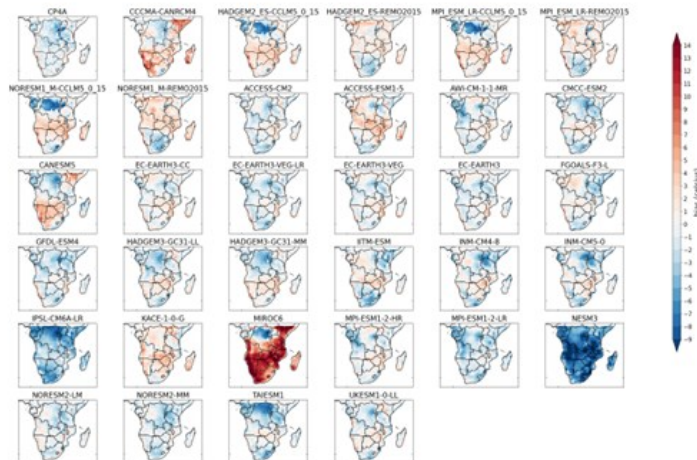 CP4A
CCCMA-CANRCM4
HADGEM2_ES-CCLM5_0_15
HADGEM2_ES-REMO2015
MPI_ESM_LR-CCLM5_0_15
MPI_ESM_LR-REMO2015
NORESM1_M-CCLM5_0_15
NORESM1_M-REMO2015
ACCESS-CM2
ACCESS-ESM1-5
AWI-CM-1-1-MR
CMCC-ESM2
CANESM5
EC-EARTH3-CC
EC-EARTH3-VEG-LR
EC-EARTH3-VEG
EC-EARTH3
FGOALS-F3-L
GFDL-ESM4
HADGEM3-GC31-LL
HADGEM3-GC31-MM
IITM-ESM
INM-CM4-8
INM-CM5-0
IPSL-CM6A-LR
KACE-1-0-G
MIROC6
MPI-ESM1-2-HR
MPI-ESM1-2-LR
NESM3
NORESM2-LM
NORESM2-MM
TAIESM1
UKESM1-0-LL
14
13
12
11
10
9
8
7
6
5
4
3
2
1
0
-1
-2
-3
-4
-5
-6
-7
-8
-9